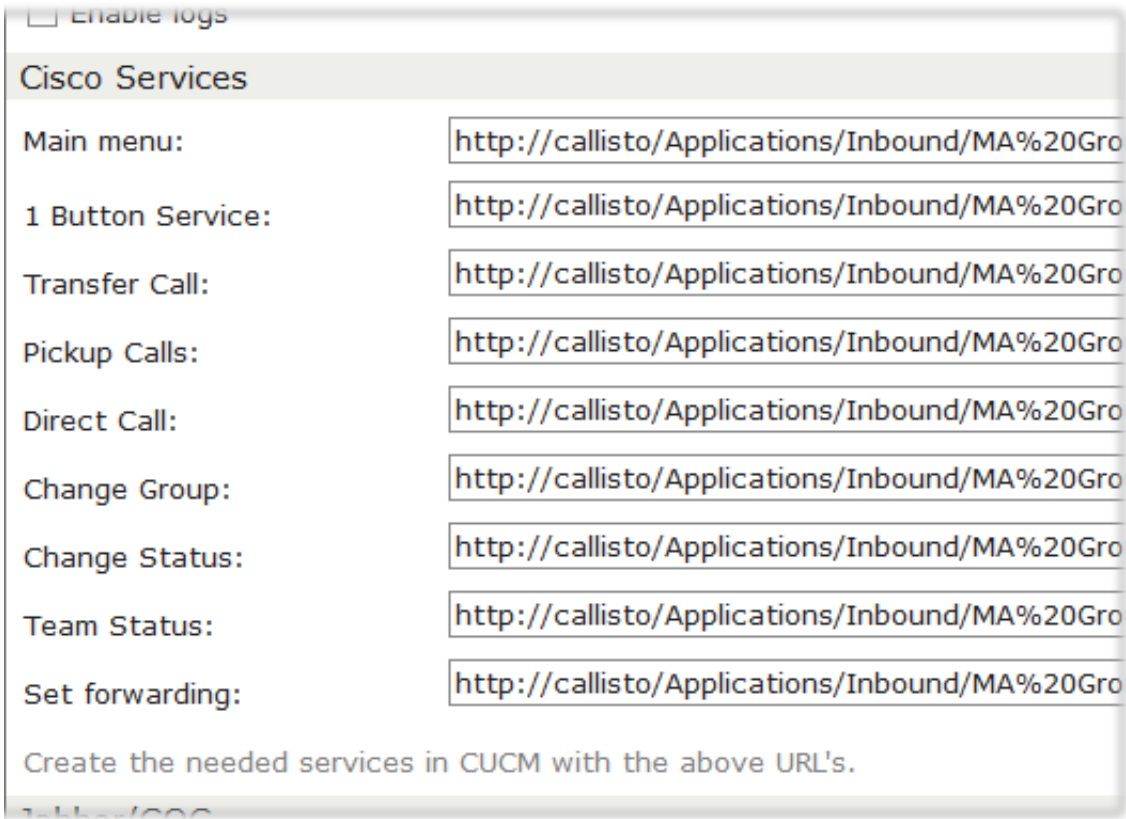 Enable logs
Cisco Services
Main menu: http://callisto/Applications/Inbound/MA%20Gro
1 Button Service: http://callisto/Applications/Inbound/MA%20Gro
Transfer Call: http://callisto/Applications/Inbound/MA%20Gro
Pickup Calls: http://callisto/Applications/Inbound/MA%20Gro
Direct Call: http://callisto/Applications/Inbound/MA%20Gro
Change Group: http://callisto/Applications/Inbound/MA%20Gro
Change Status: http://callisto/Applications/Inbound/MA%20Gro
Team Status: http://callisto/Applications/Inbound/MA%20Gro
Set forwarding: http://callisto/Applications/Inbound/MA%20Gro
Create the needed services in CUCM with the above URL's.